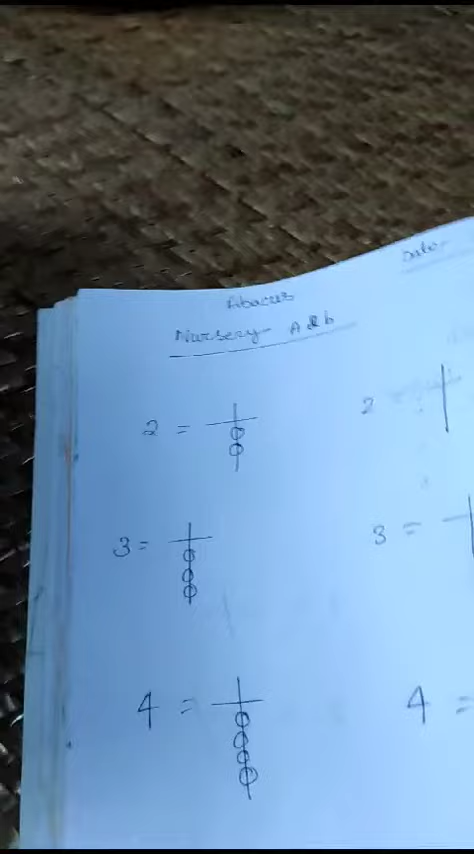 Date-
Abacus
Nursery- A & b
2 =
2
3 =
3 =
4 =
4 =